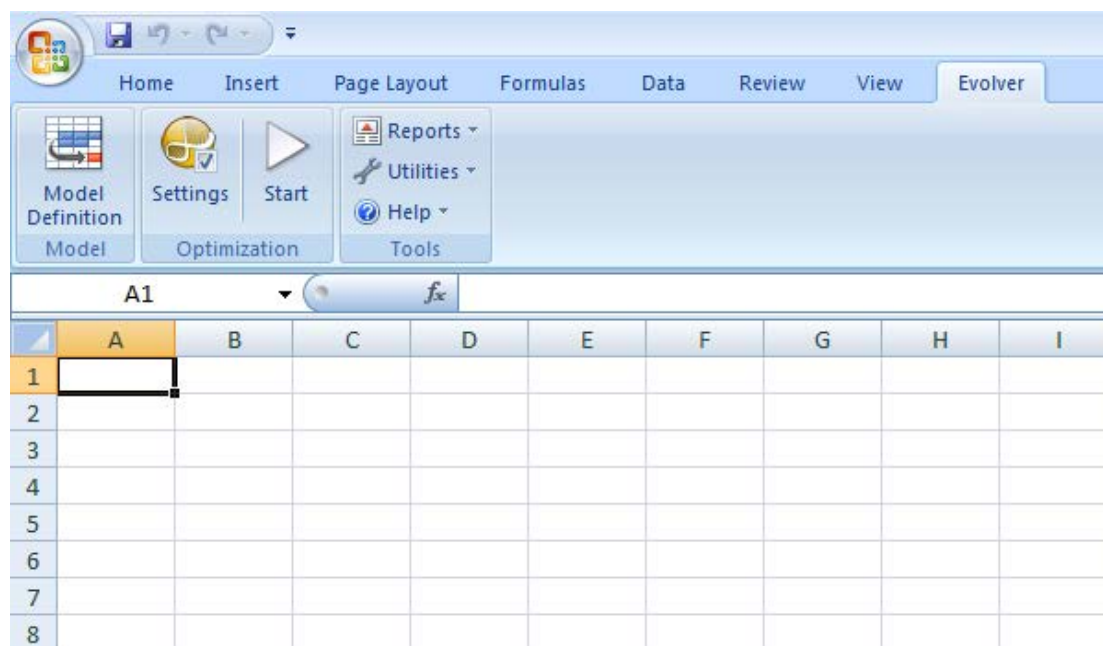 Home Insert Page Layout Formulas Data Review View Evolver
Model Definition
Settings
Start
Reports
Utilities
Help
Model Optimization Tools
A1 fx
A B C D E F G H I
1
2
3
4
5
6
7
8